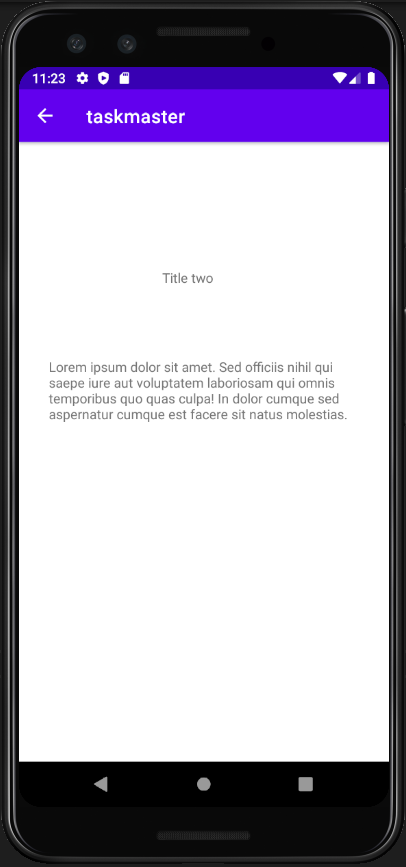 11:23
taskmaster
Title two
Lorem ipsum dolor sit amet. Sed officiis nihil qui
saepe iure aut voluptatem laboriosam qui omnis
temporibus quo quas culpa! In dolor cumque sed
aspernatur cumque est facere sit natus molestias.